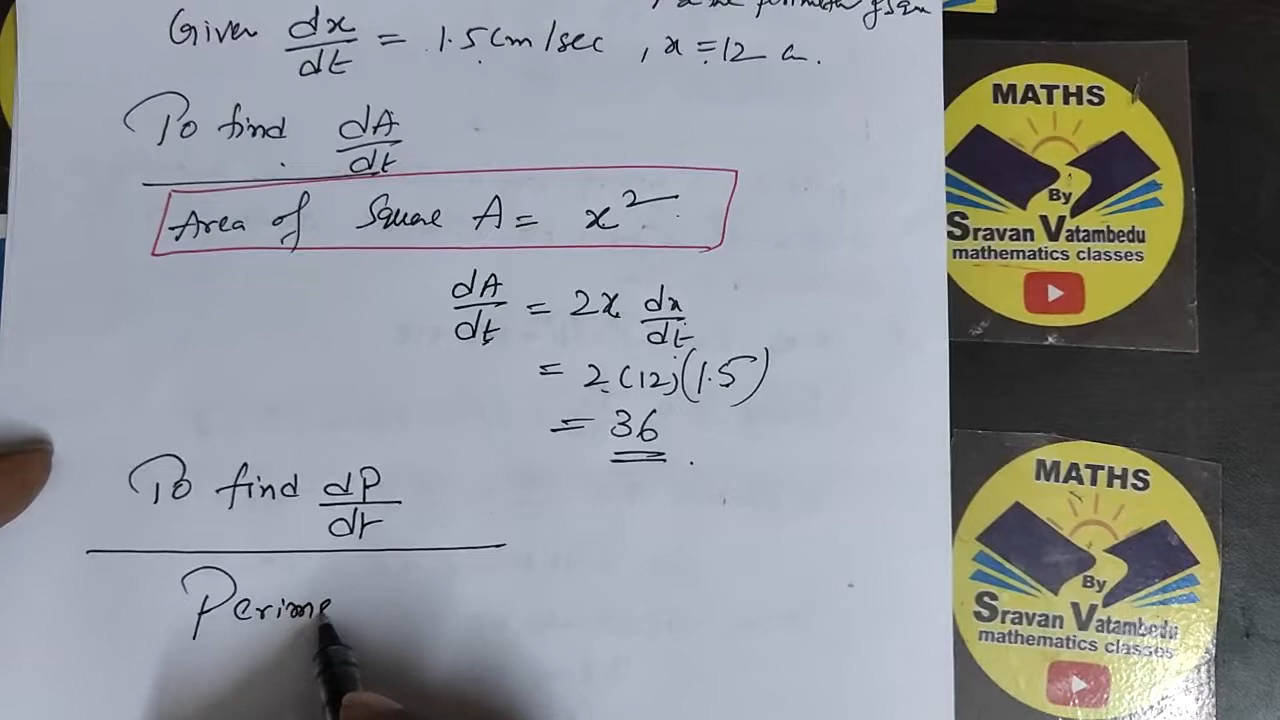 perimeter of
Given dx/dt = 1.5 cm/sec , x = 12
To find dA/dt
Area of Square A = x²
dA/dt = 2x dx/dt
= 2(12)(1.5)
= 36
To find dP/dt
Perime
MATHS
By
Sravan Vatambedu
mathematics classes
MATHS
By
Sravan Vatambedu
mathematics classes